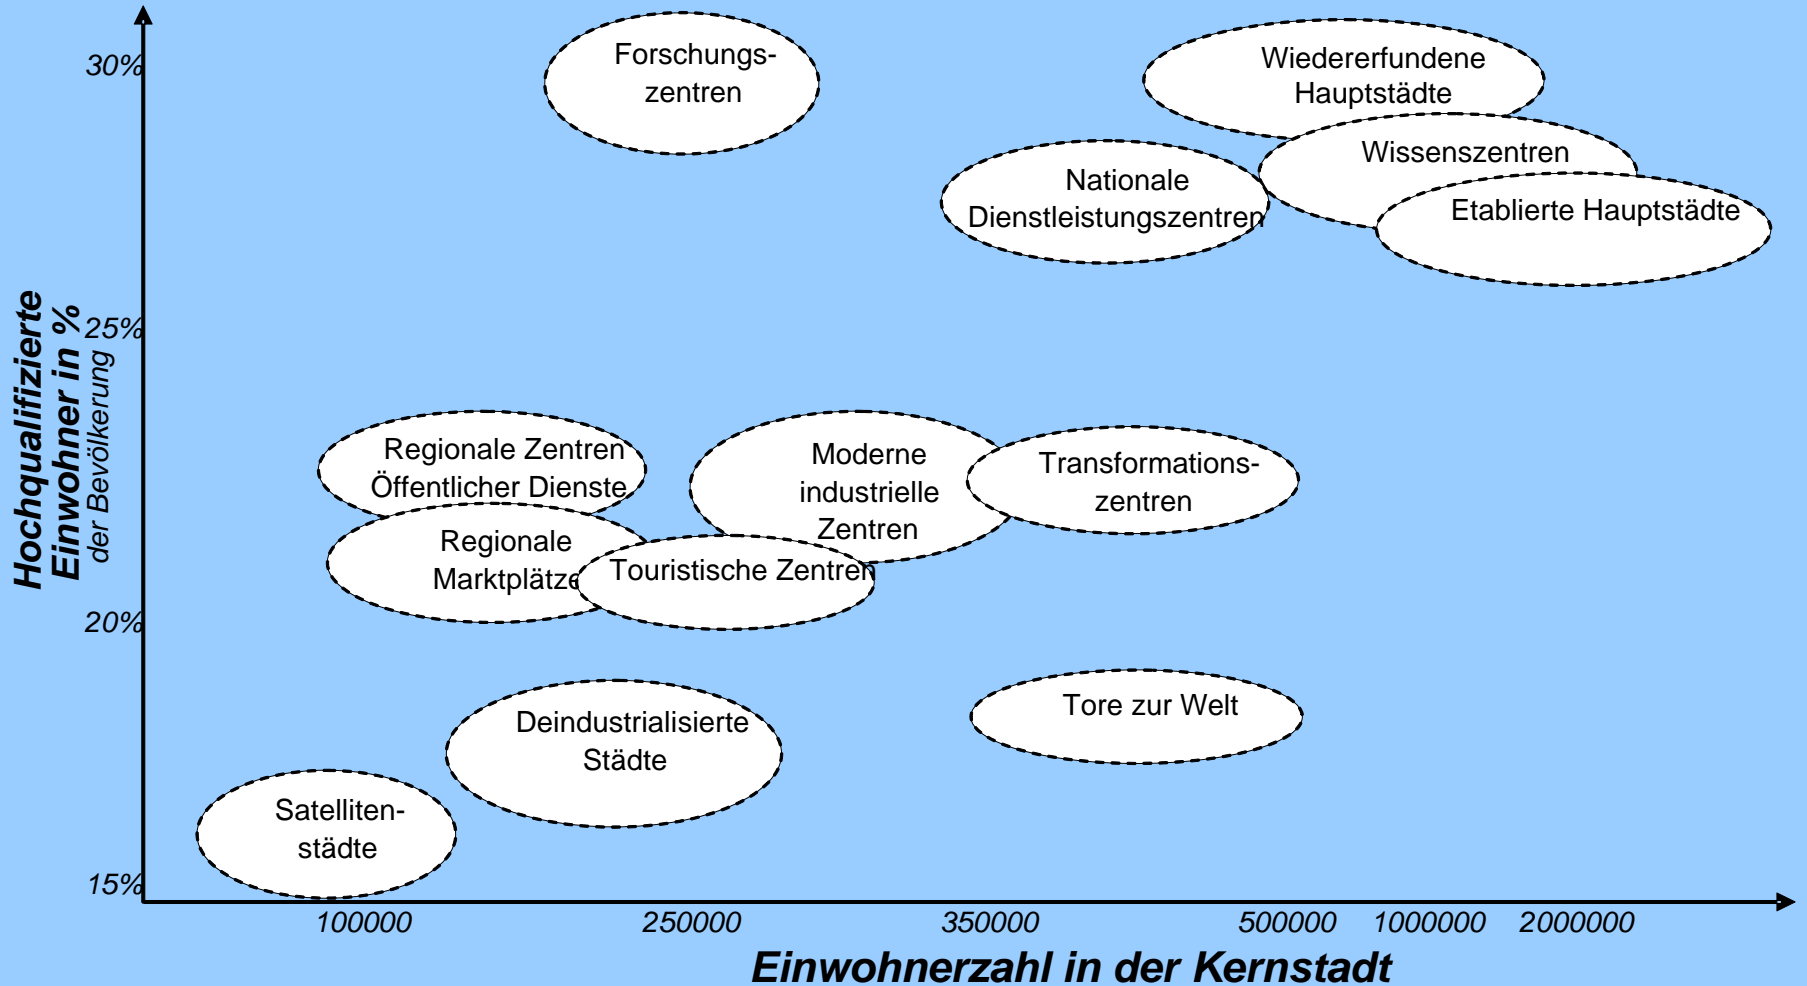 30%
25%
20%
15%
Hochqualifizierte
Einwohner in %
der Bevölkerung
Forschungs-
zentren
Wiedererfundene
Hauptstädte
Wissenszentren
Nationale
Dienstleistungszentren
Etablierte Hauptstädte
Regionale Zentren
Öffentlicher Dienste
Moderne
industrielle
Zentren
Transformations-
zentren
Regionale
Marktplätze
Touristische Zentren
Tore zur Welt
Deindustrialisierte
Städte
Satelliten-
städte
100000 250000 350000 500000 1000000 2000000
Einwohnerzahl in der Kernstadt